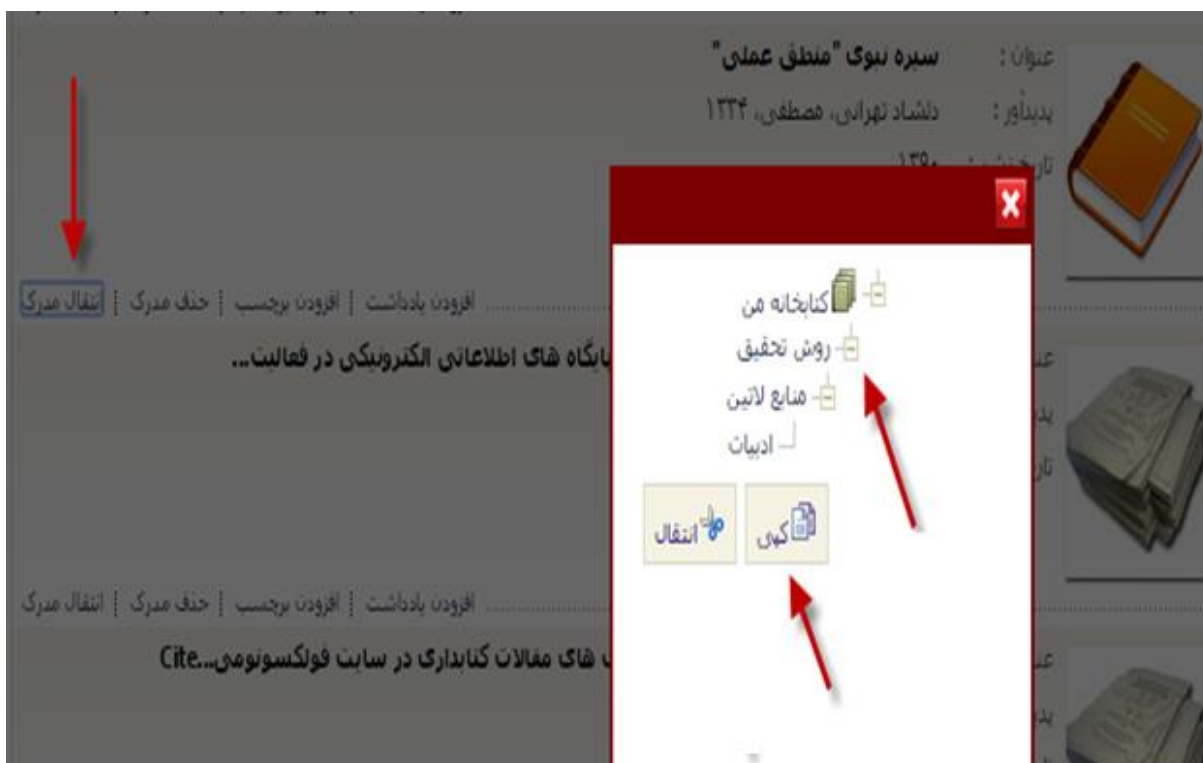 عنوان : سیره نبوی "منطق عملی"
پدیدآور : دلشاد تهرانی، مصطفی، ۱۳۳۴
۱۳۹۰
افزودن یادداشت | افزودن برچسب | حذف مدرک | انتقال مدرک
های اطلاعاتی الکترونیکی در فعالیت...
کتابخانه من
روش تحقیق
منابع لاتین
ادبیات
کپی
انتقال
افزودن یادداشت | افزودن برچسب | حذف مدرک | انتقال مدرک
های مقالات کتابداری در سایت فولکسونومی...Cite